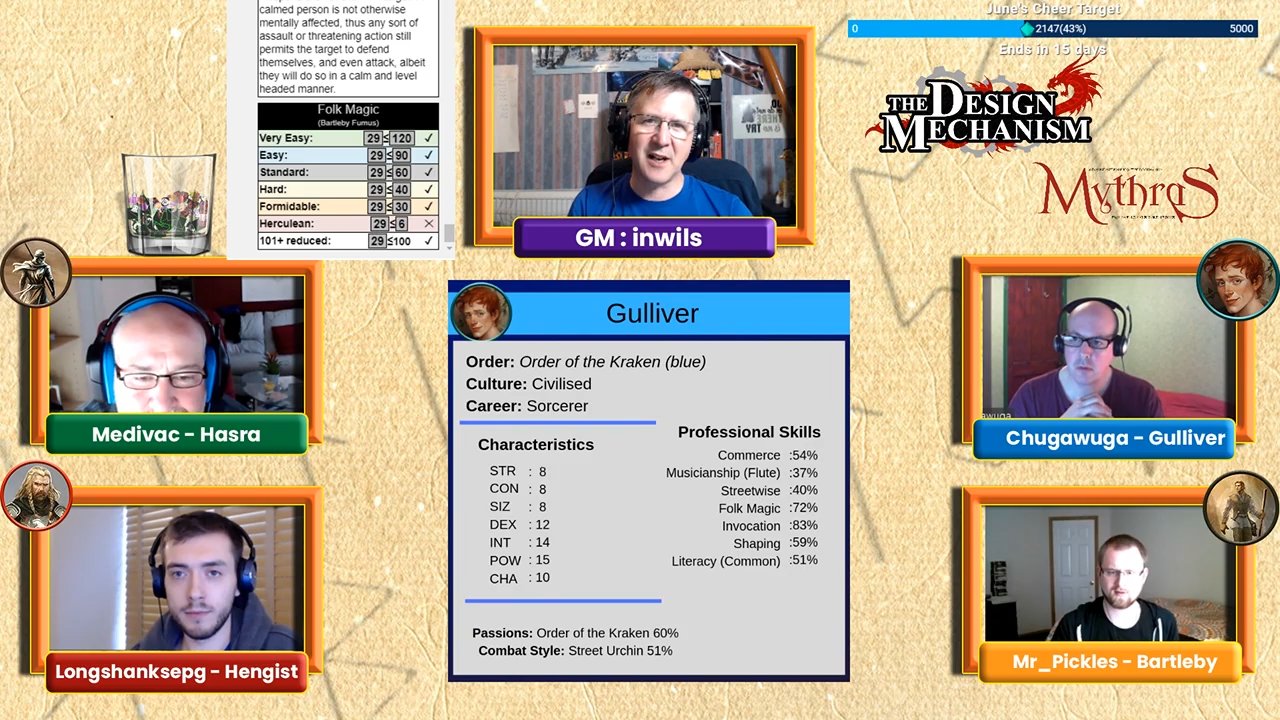 calmed person is not otherwise
mentally affected, thus any sort of
assault or threatening action still
permits the target to defend
themselves, and even attack, albeit
they will do so in a calm and level
headed manner.
Folk Magic
(Bartleby Fumus)
Very Easy: 29≤120 ✓
Easy: 29≤90 ✓
Standard: 29≤60 ✓
Hard: 29≤40 ✓
Formidable: 29≤30 ✓
Herculean: 29≤6 ✗
101+ reduced: 29≤100 ✓
GM : inwils
June's Cheer Target
0 2147(43%) 5000
Ends in 15 days
THE DESIGN
MECHANISM
MythraS
Medivac - Hasra
Longshanksepg - Hengist
Gulliver
Order: Order of the Kraken (blue)
Culture: Civilised
Career: Sorcerer
Characteristics
STR : 8
CON : 8
SIZ : 8
DEX : 12
INT : 14
POW : 15
CHA : 10
Professional Skills
Commerce :54%
Musicianship (Flute) :37%
Streetwise :40%
Folk Magic :72%
Invocation :83%
Shaping :59%
Literacy (Common) :51%
Passions: Order of the Kraken 60%
Combat Style: Street Urchin 51%
awuga
Chugawuga - Gulliver
Mr_Pickles - Bartleby